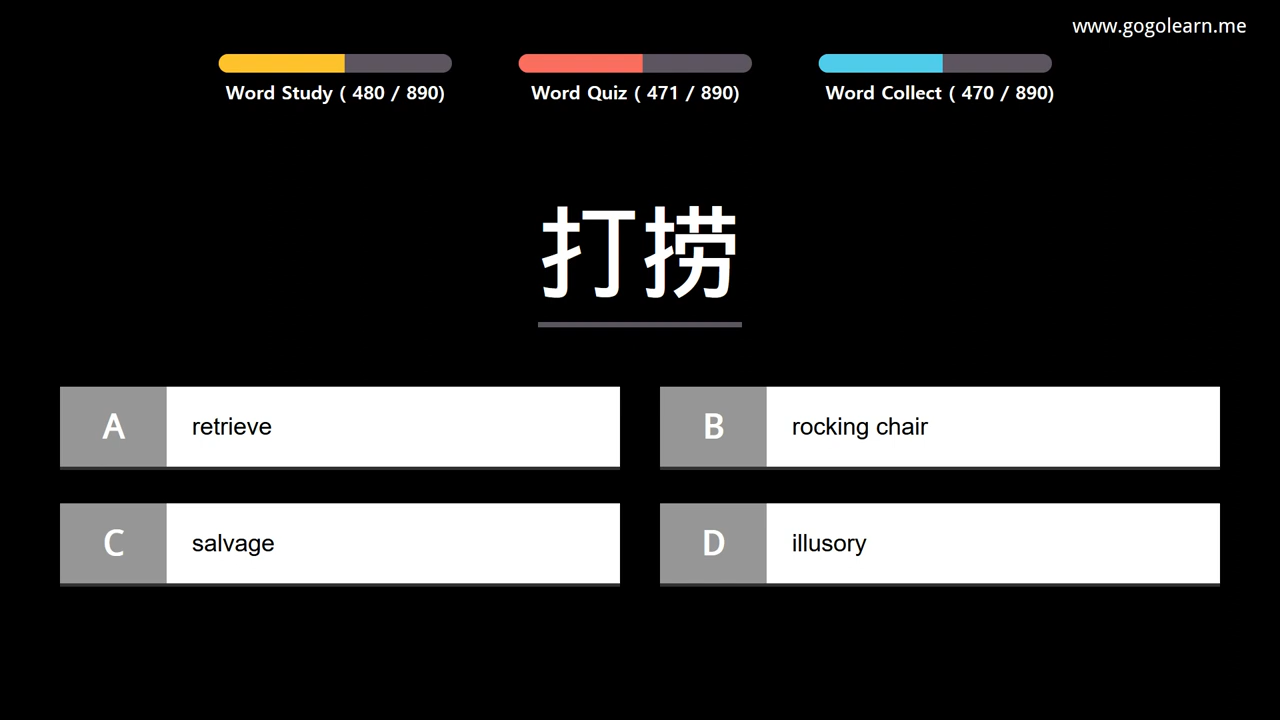 www.gogolearn.me
Word Study ( 480 / 890)
Word Quiz ( 471 / 890)
Word Collect ( 470 / 890)
打捞
A retrieve
B rocking chair
C salvage
D illusory